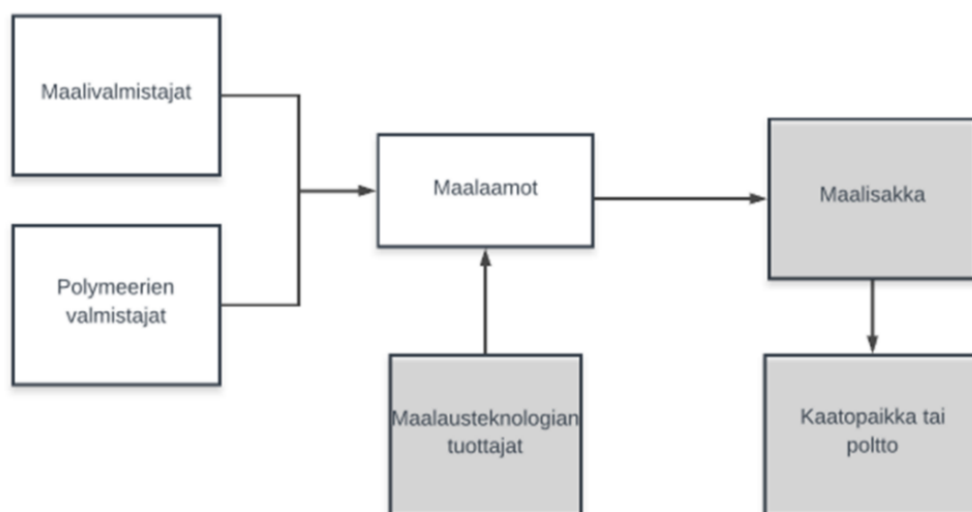 Maalivalmistajat
Polymeerien
valmistajat
Maalaamot
Maalausteknologian
tuottajat
Maalisakka
Kaatopaikka tai
poltto